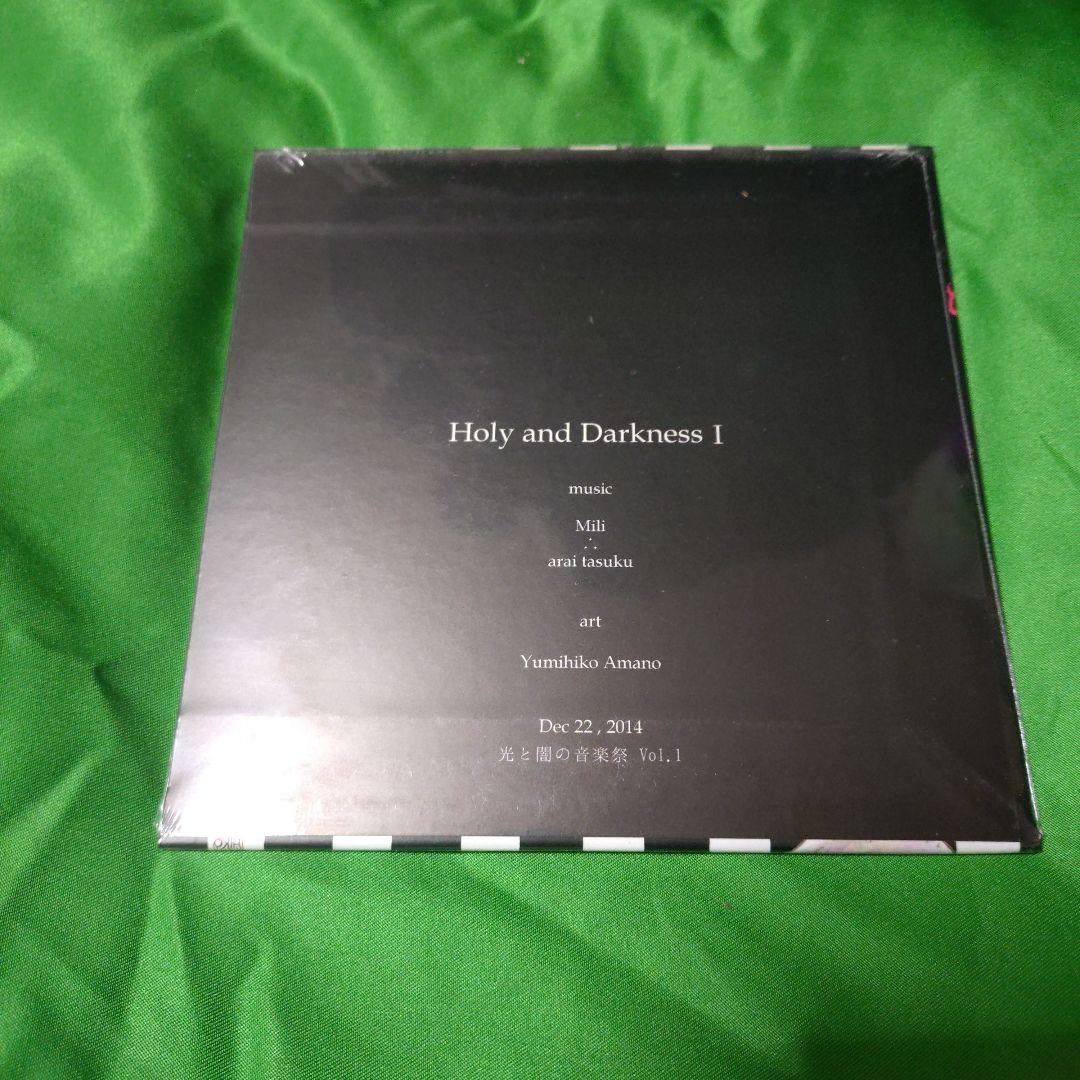 Holy and Darkness I
music
Mili
∴
arai tasuku
art
Yumihiko Amano
Dec 22 , 2014
光と闇の音楽祭 Vol.1